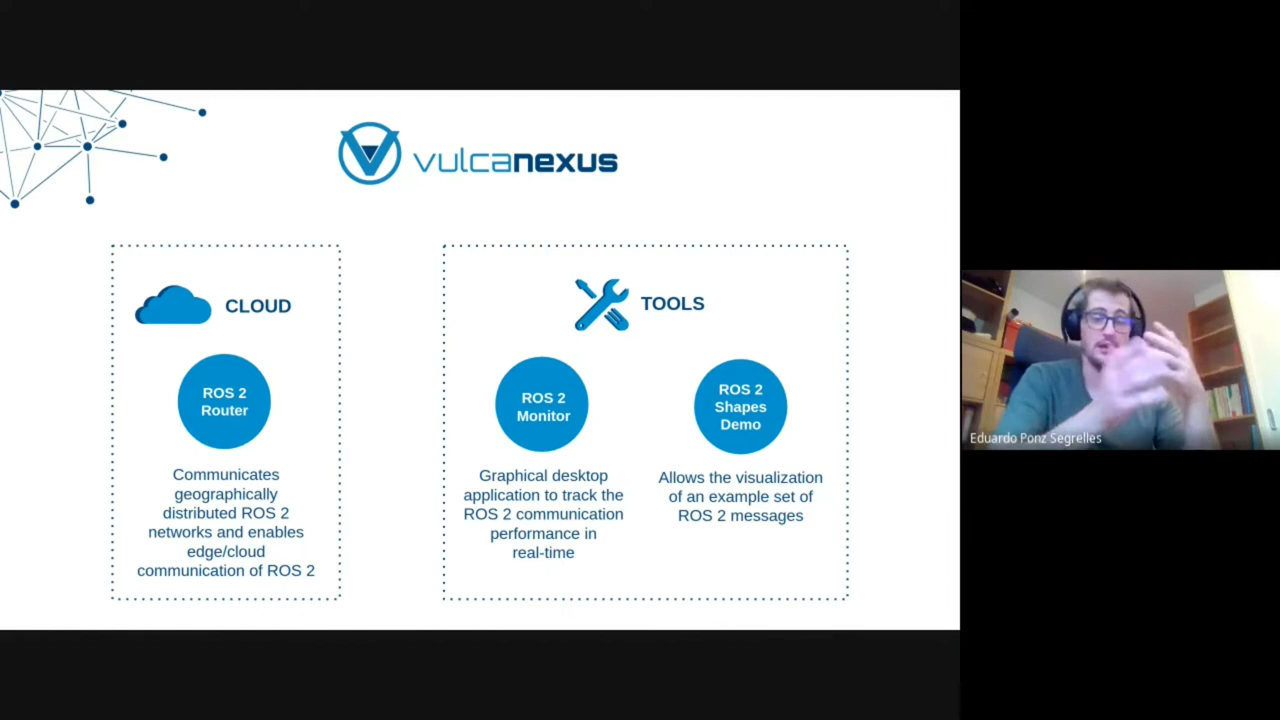 vulcanexus
CLOUD
ROS 2
Router
Communicates
geographically
distributed ROS 2
networks and enables
edge/cloud
communication of ROS 2
TOOLS
ROS 2
Monitor
Graphical desktop
application to track the
ROS 2 communication
performance in
real-time
ROS 2
Shapes
Demo
Allows the visualization
of an example set of
ROS 2 messages
Eduardo Ponz Segrelles